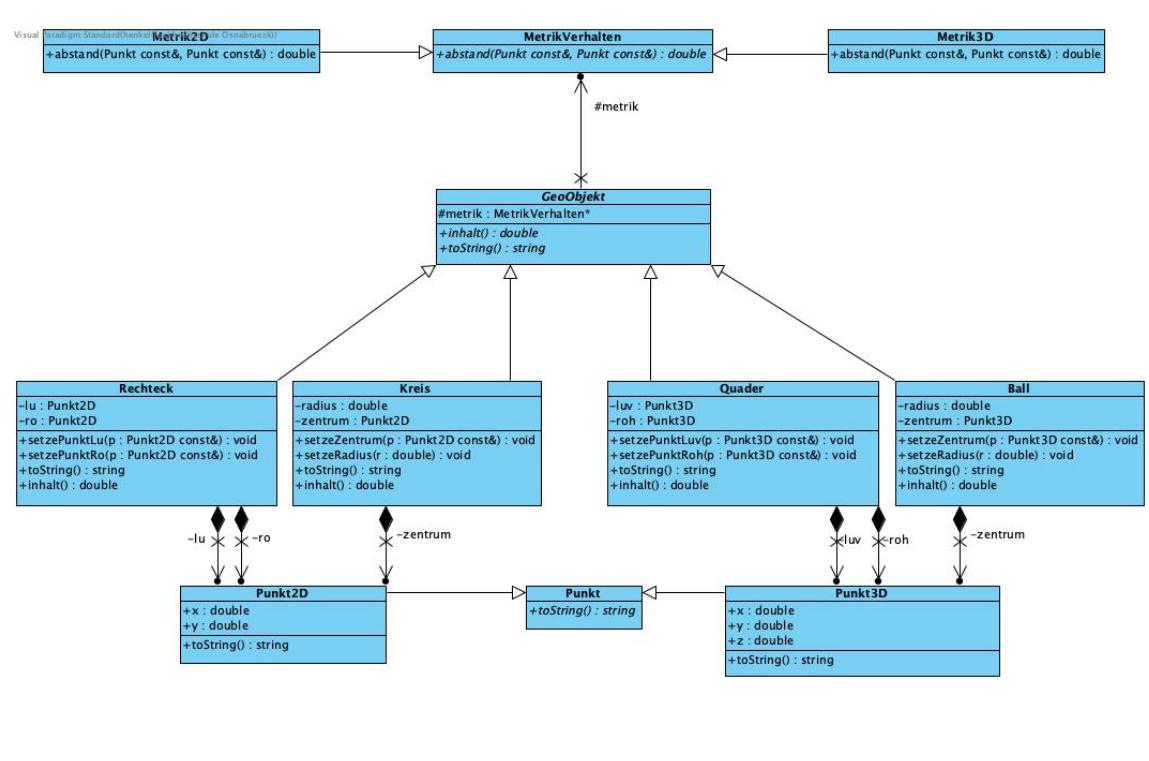 Visual Paradigm Standard(henkel(Hochschule Osnabrueck))
Metrik2D
+abstand(Punkt const&, Punkt const&) : double
MetrikVerhalten
+abstand(Punkt const&, Punkt const&) : double
Metrik3D
+abstand(Punkt const&, Punkt const&) : double
#metrik
GeoObjekt
#metrik : MetrikVerhalten*
+inhalt() : double
+toString() : string
Rechteck
-lu : Punkt2D
-ro : Punkt2D
+setzePunktLu(p : Punkt2D const&) : void
+setzePunktRo(p : Punkt2D const&) : void
+toString() : string
+inhalt() : double
Kreis
-radius : double
-zentrum : Punkt2D
+setzeZentrum(p : Punkt2D const&) : void
+setzeRadius(r : double) : void
+toString() : string
+inhalt() : double
Quader
-luv : Punkt3D
-roh : Punkt3D
+setzePunktLuv(p : Punkt3D const&) : void
+setzePunktRoh(p : Punkt3D const&) : void
+toString() : string
+inhalt() : double
Ball
-radius : double
-zentrum : Punkt3D
+setzeZentrum(p : Punkt3D const&) : void
+setzeRadius(r : double) : void
+toString() : string
+inhalt() : double
-lu
-ro
-zentrum
-luv
-roh
-zentrum
Punkt2D
+x : double
+y : double
+toString() : string
Punkt
+toString() : string
Punkt3D
+x : double
+y : double
+z : double
+toString() : string